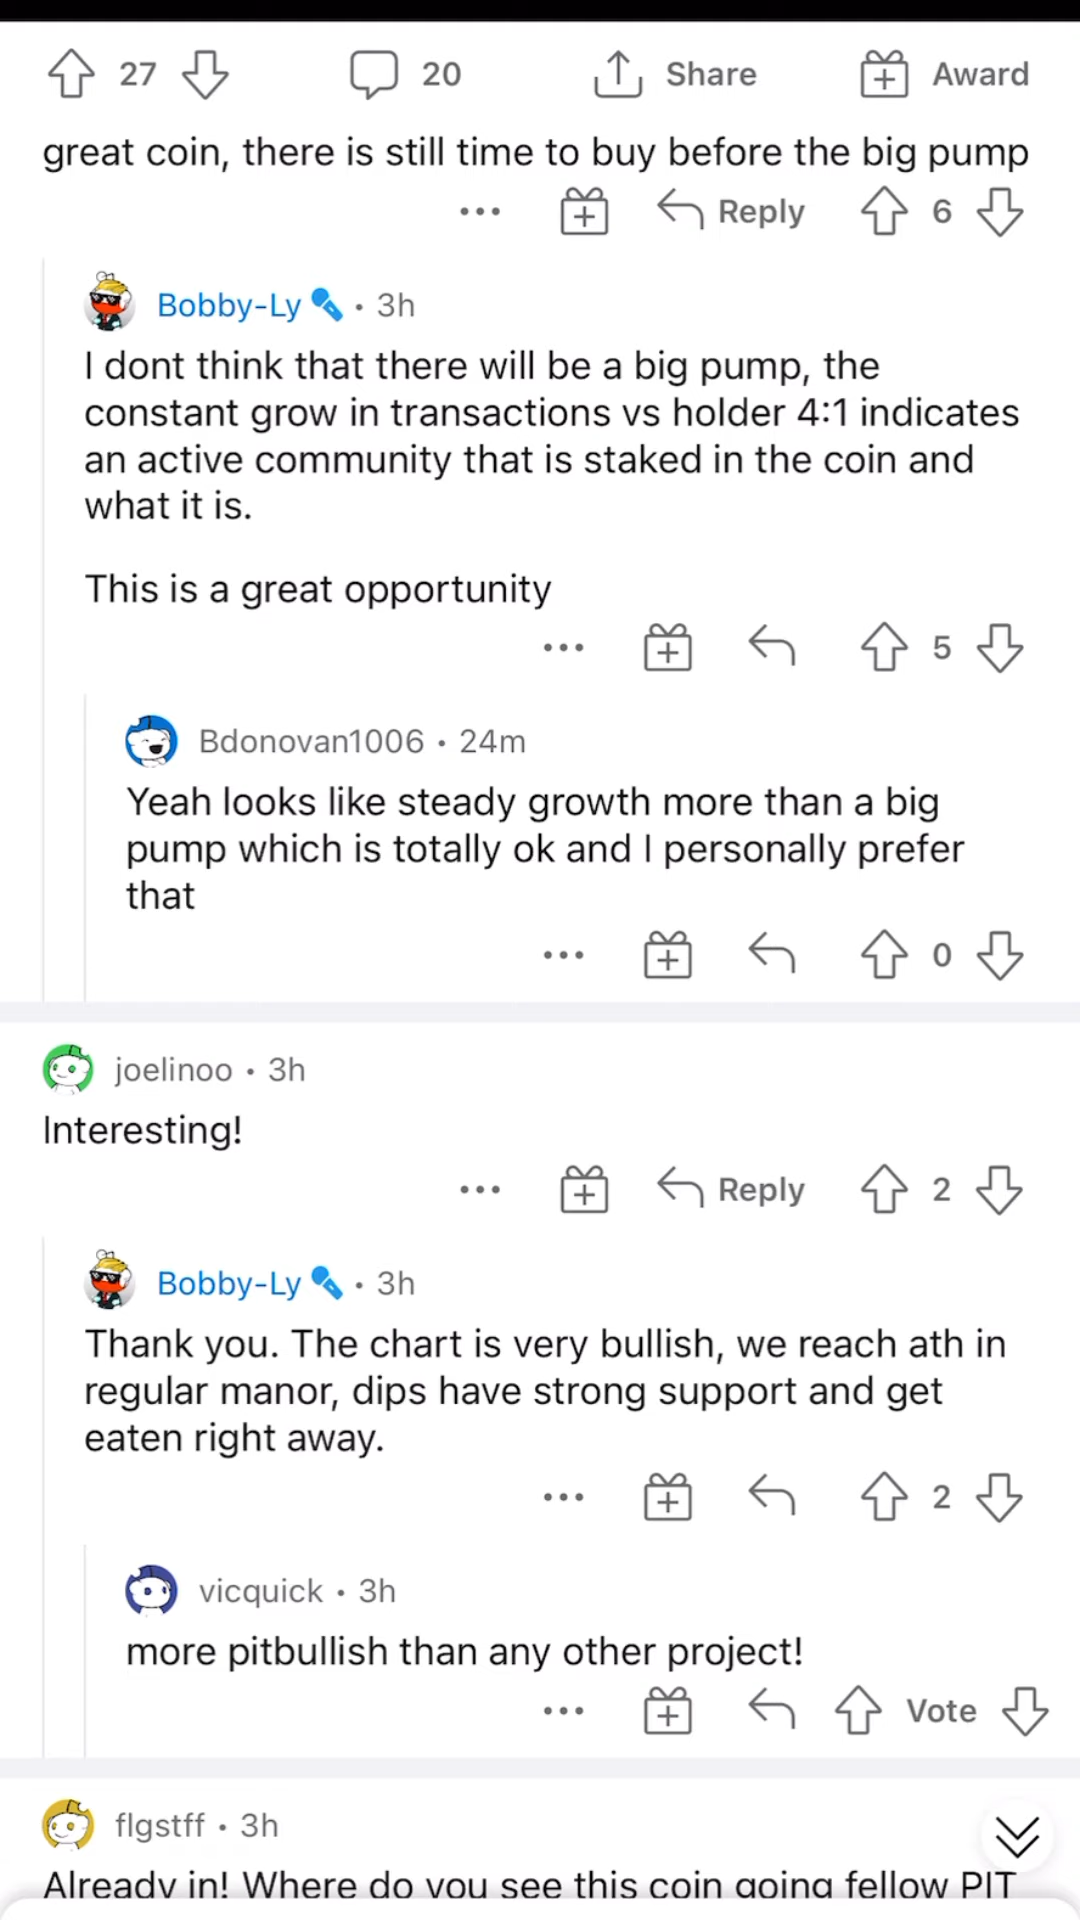 27 20 Share Award
great coin, there is still time to buy before the big pump
Reply 6
Bobby-Ly • 3h
I dont think that there will be a big pump, the
constant grow in transactions vs holder 4:1 indicates
an active community that is staked in the coin and
what it is.
This is a great opportunity
5
Bdonovan1006 • 24m
Yeah looks like steady growth more than a big
pump which is totally ok and I personally prefer
that
0
joelinoo • 3h
Interesting!
Reply 2
Bobby-Ly • 3h
Thank you. The chart is very bullish, we reach ath in
regular manor, dips have strong support and get
eaten right away.
2
vicquick • 3h
more pitbullish than any other project!
Vote
flgstff • 3h
Already in! Where do you see this coin going fellow PIT